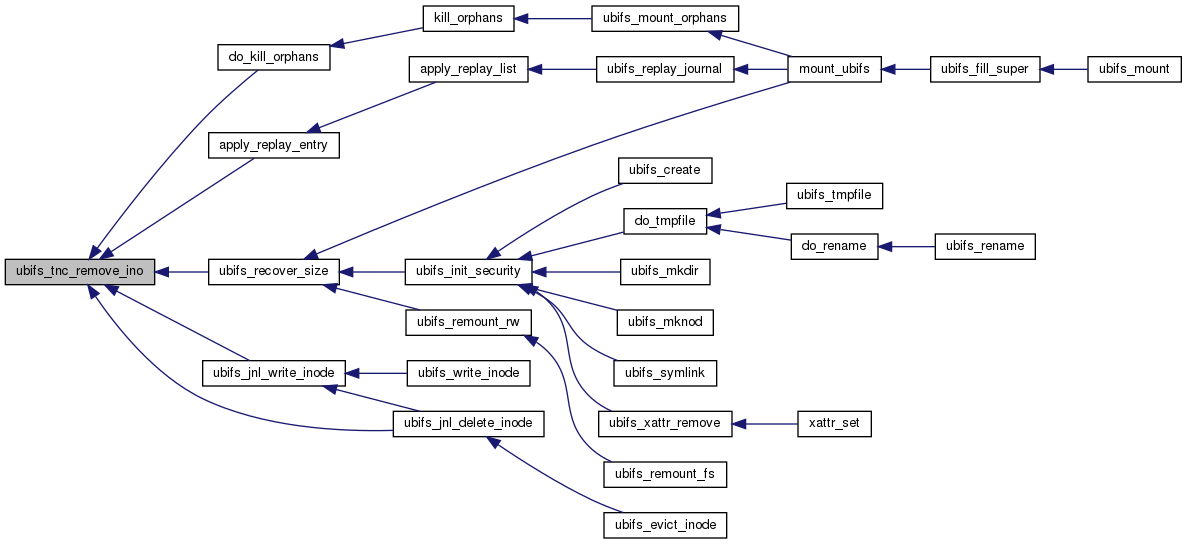 kill_orphans
ubifs_mount_orphans
do_kill_orphans
apply_replay_list
ubifs_replay_journal
mount_ubifs
ubifs_fill_super
ubifs_mount
apply_replay_entry
ubifs_create
ubifs_tmpfile
do_tmpfile
do_rename
ubifs_rename
ubifs_tnc_remove_ino
ubifs_recover_size
ubifs_init_security
ubifs_mkdir
ubifs_remount_rw
ubifs_mknod
ubifs_jnl_write_inode
ubifs_write_inode
ubifs_symlink
ubifs_jnl_delete_inode
ubifs_xattr_remove
xattr_set
ubifs_remount_fs
ubifs_evict_inode